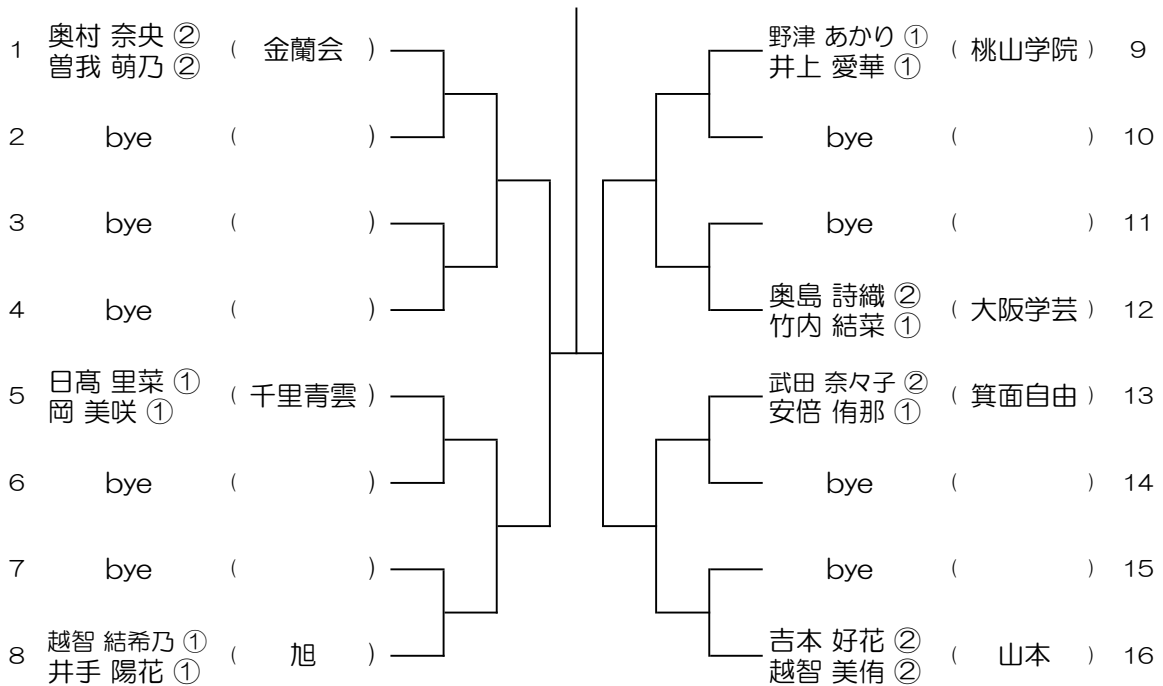 1 奥村 奈央 ② ( 金蘭会 )
曽我 萌乃 ②
2 bye ( )
3 bye ( )
4 bye ( )
5 日髙 里菜 ① ( 千里青雲 )
岡 美咲 ①
6 bye ( )
7 bye ( )
8 越智 結希乃 ① ( 旭 )
井手 陽花 ①
野津 あかり ① ( 桃山学院 ) 9
井上 愛華 ①
bye ( ) 10
bye ( ) 11
奥島 詩織 ② ( 大阪学芸 ) 12
竹内 結菜 ①
武田 奈々子 ② ( 箕面自由 ) 13
安倍 侑那 ①
bye ( ) 14
bye ( ) 15
吉本 好花 ② ( 山本 ) 16
越智 美侑 ②